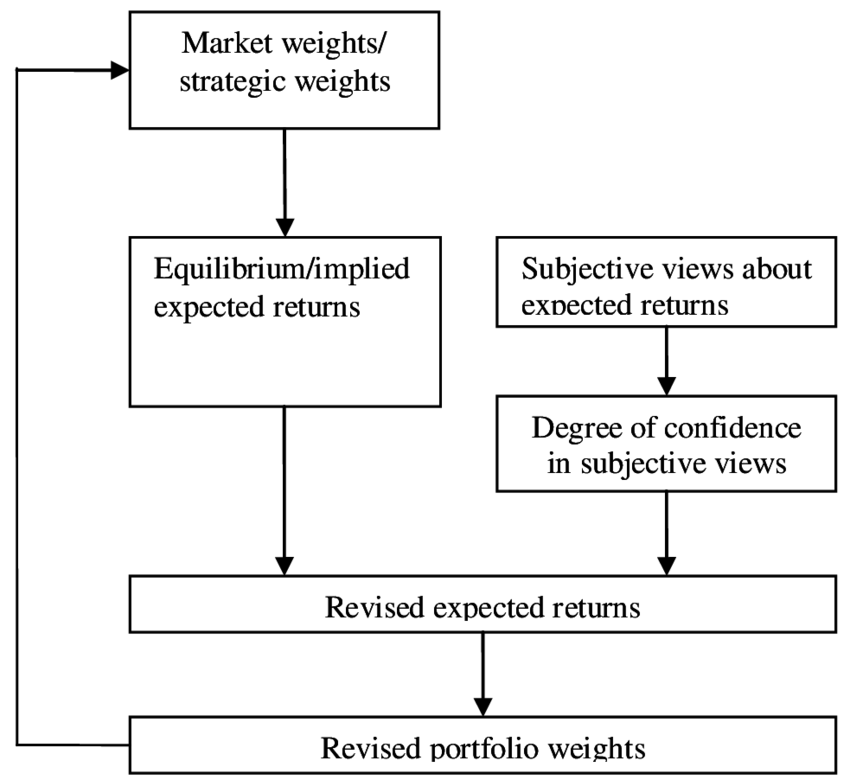 Market weights/
strategic weights
Equilibrium/implied
expected returns
Subjective views about
expected returns
Degree of confidence
in subjective views
Revised expected returns
Revised portfolio weights